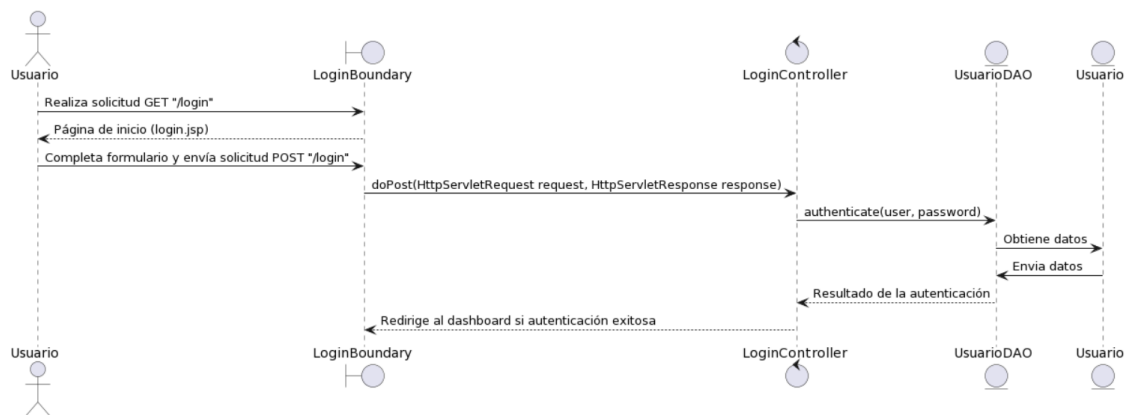 Usuario
LoginBoundary
LoginController
UsuarioDAO
Usuario
Realiza solicitud GET "/login"
Página de inicio (login.jsp)
Completa formulario y envía solicitud POST "/login"
doPost(HttpServletRequest request, HttpServletResponse response)
authenticate(user, password)
Obtiene datos
Envia datos
Resultado de la autenticación
Redirige al dashboard si autenticación exitosa
Usuario
LoginBoundary
LoginController
UsuarioDAO
Usuario